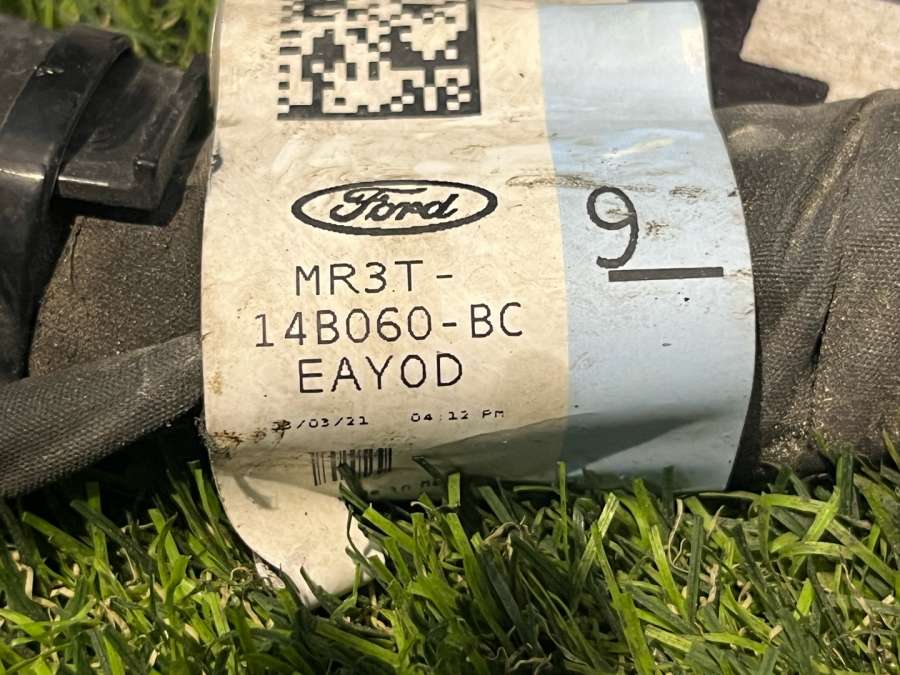 Ford
9
MR3T-
14B060-BC
EAYOD
/03/21 04:12 PM